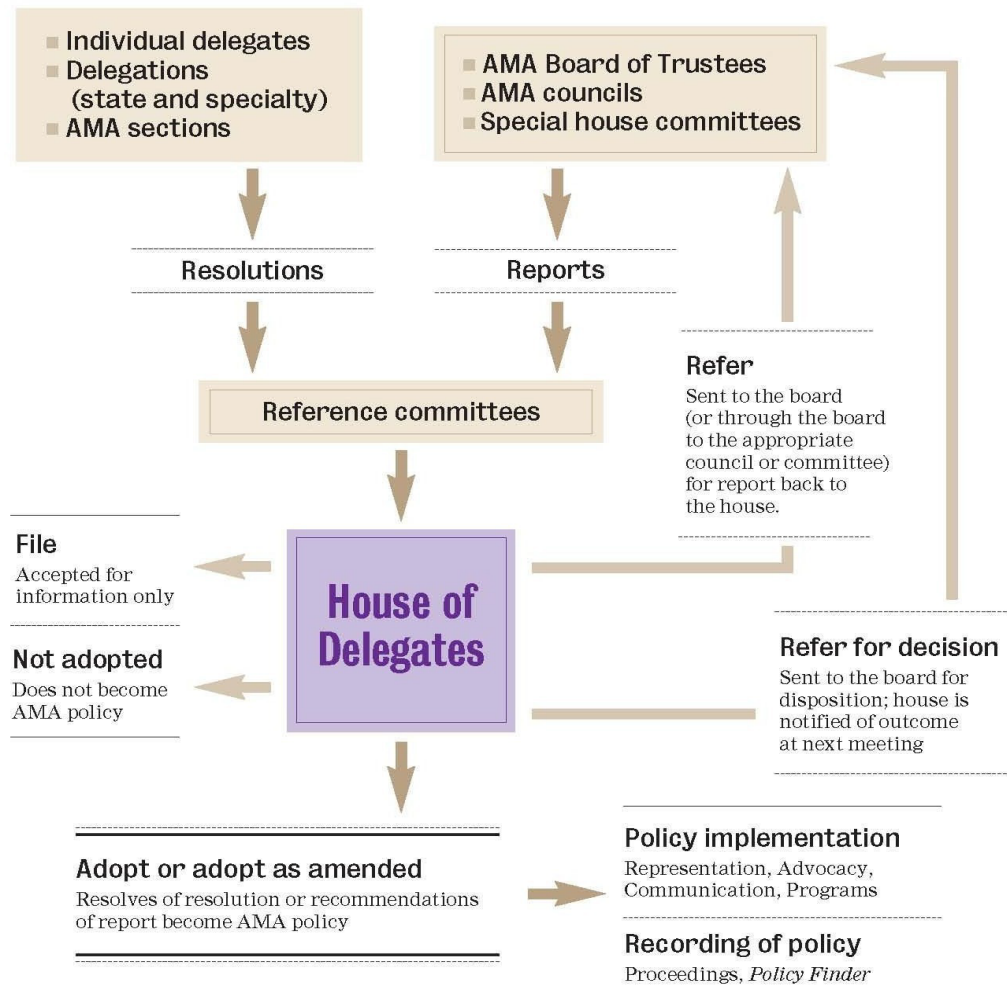 Individual delegates
Delegations
(state and specialty)
AMA sections
AMA Board of Trustees
AMA councils
Special house committees
Resolutions
Reports
Reference committees
Refer
Sent to the board
(or through the board
to the appropriate
council or committee)
for report back to
the house.
File
Accepted for
information only
Not adopted
Does not become
AMA policy
House of
Delegates
Refer for decision
Sent to the board for
disposition; house is
notified of outcome
at next meeting
Adopt or adopt as amended
Resolves of resolution or recommendations
of report become AMA policy
Policy implementation
Representation, Advocacy,
Communication, Programs
Recording of policy
Proceedings, Policy Finder